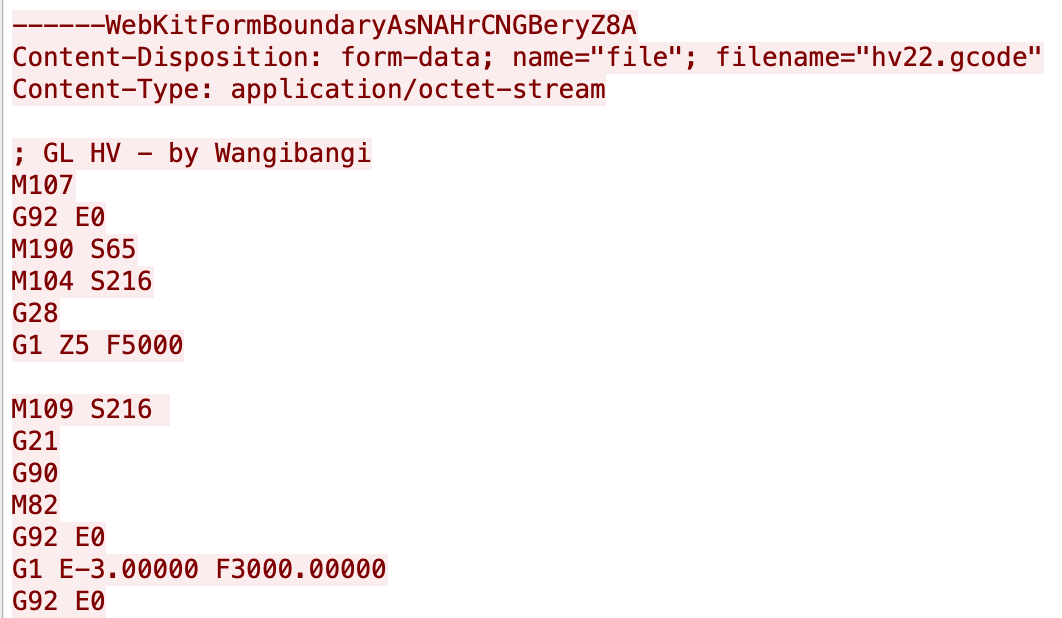 ------WebKitFormBoundaryAsNAHrCNGBeryZ8A
Content-Disposition: form-data; name="file"; filename="hv22.gcode"
Content-Type: application/octet-stream
; GL HV - by Wangibangi
M107
G92 E0
M190 S65
M104 S216
G28
G1 Z5 F5000
M109 S216
G21
G90
M82
G92 E0
G1 E-3.00000 F3000.00000
G92 E0